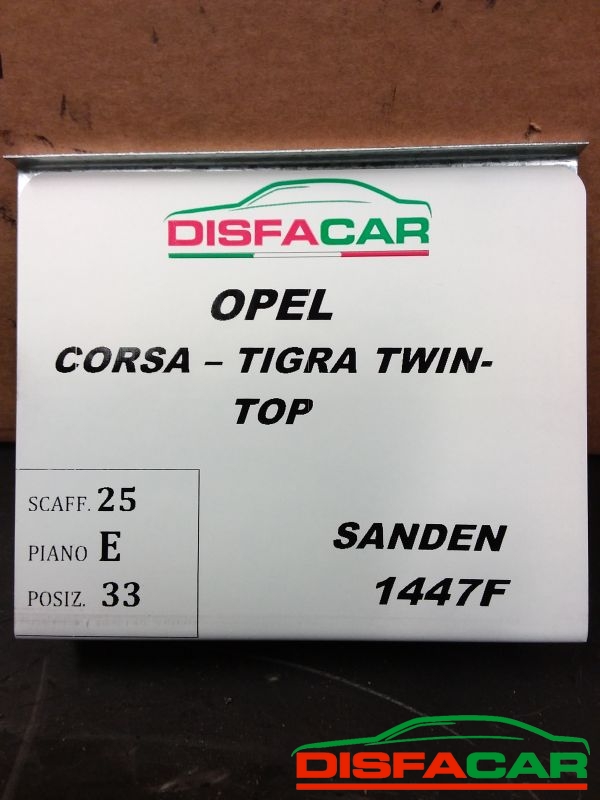 DISFACAR
OPEL
CORSA – TIGRA TWIN-
TOP
SCAFF. 25
PIANO E
POSIZ. 33
SANDEN
1447F
DISFACAR